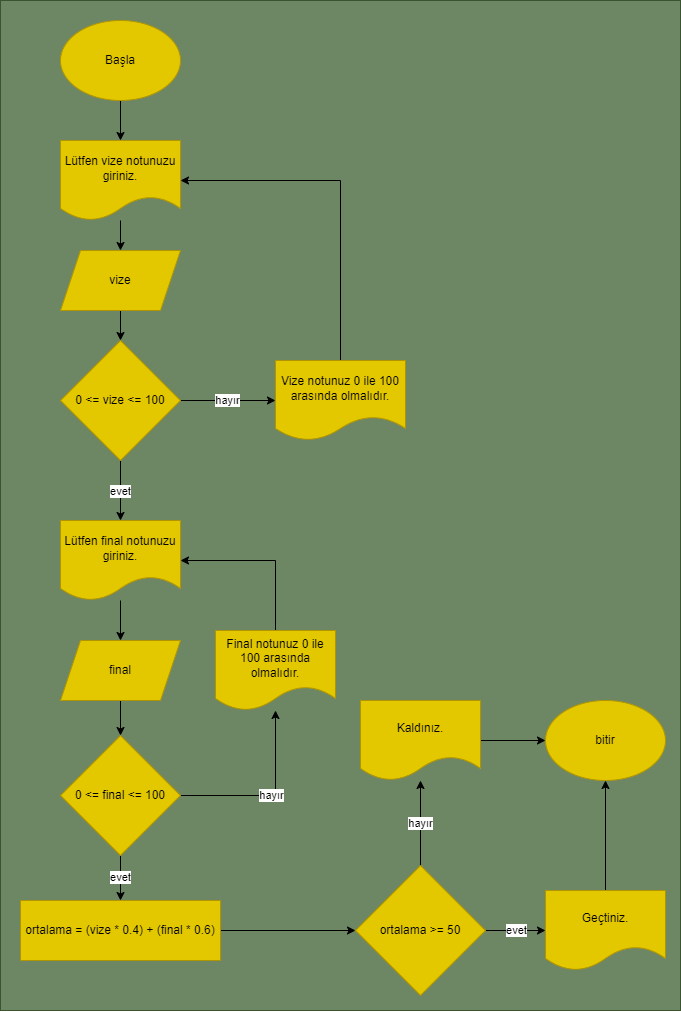 Başla
Lütfen vize notunuzu
giriniz.
vize
0 <= vize <= 100
hayır
Vize notunuz 0 ile 100
arasında olmalıdır.
evet
Lütfen final notunuzu
giriniz.
final
Final notunuz 0 ile
100 arasında
olmalıdır.
0 <= final <= 100
hayır
evet
ortalama = (vize * 0.4) + (final * 0.6)
ortalama >= 50
hayır
Kaldınız.
evet
Geçtiniz.
bitir